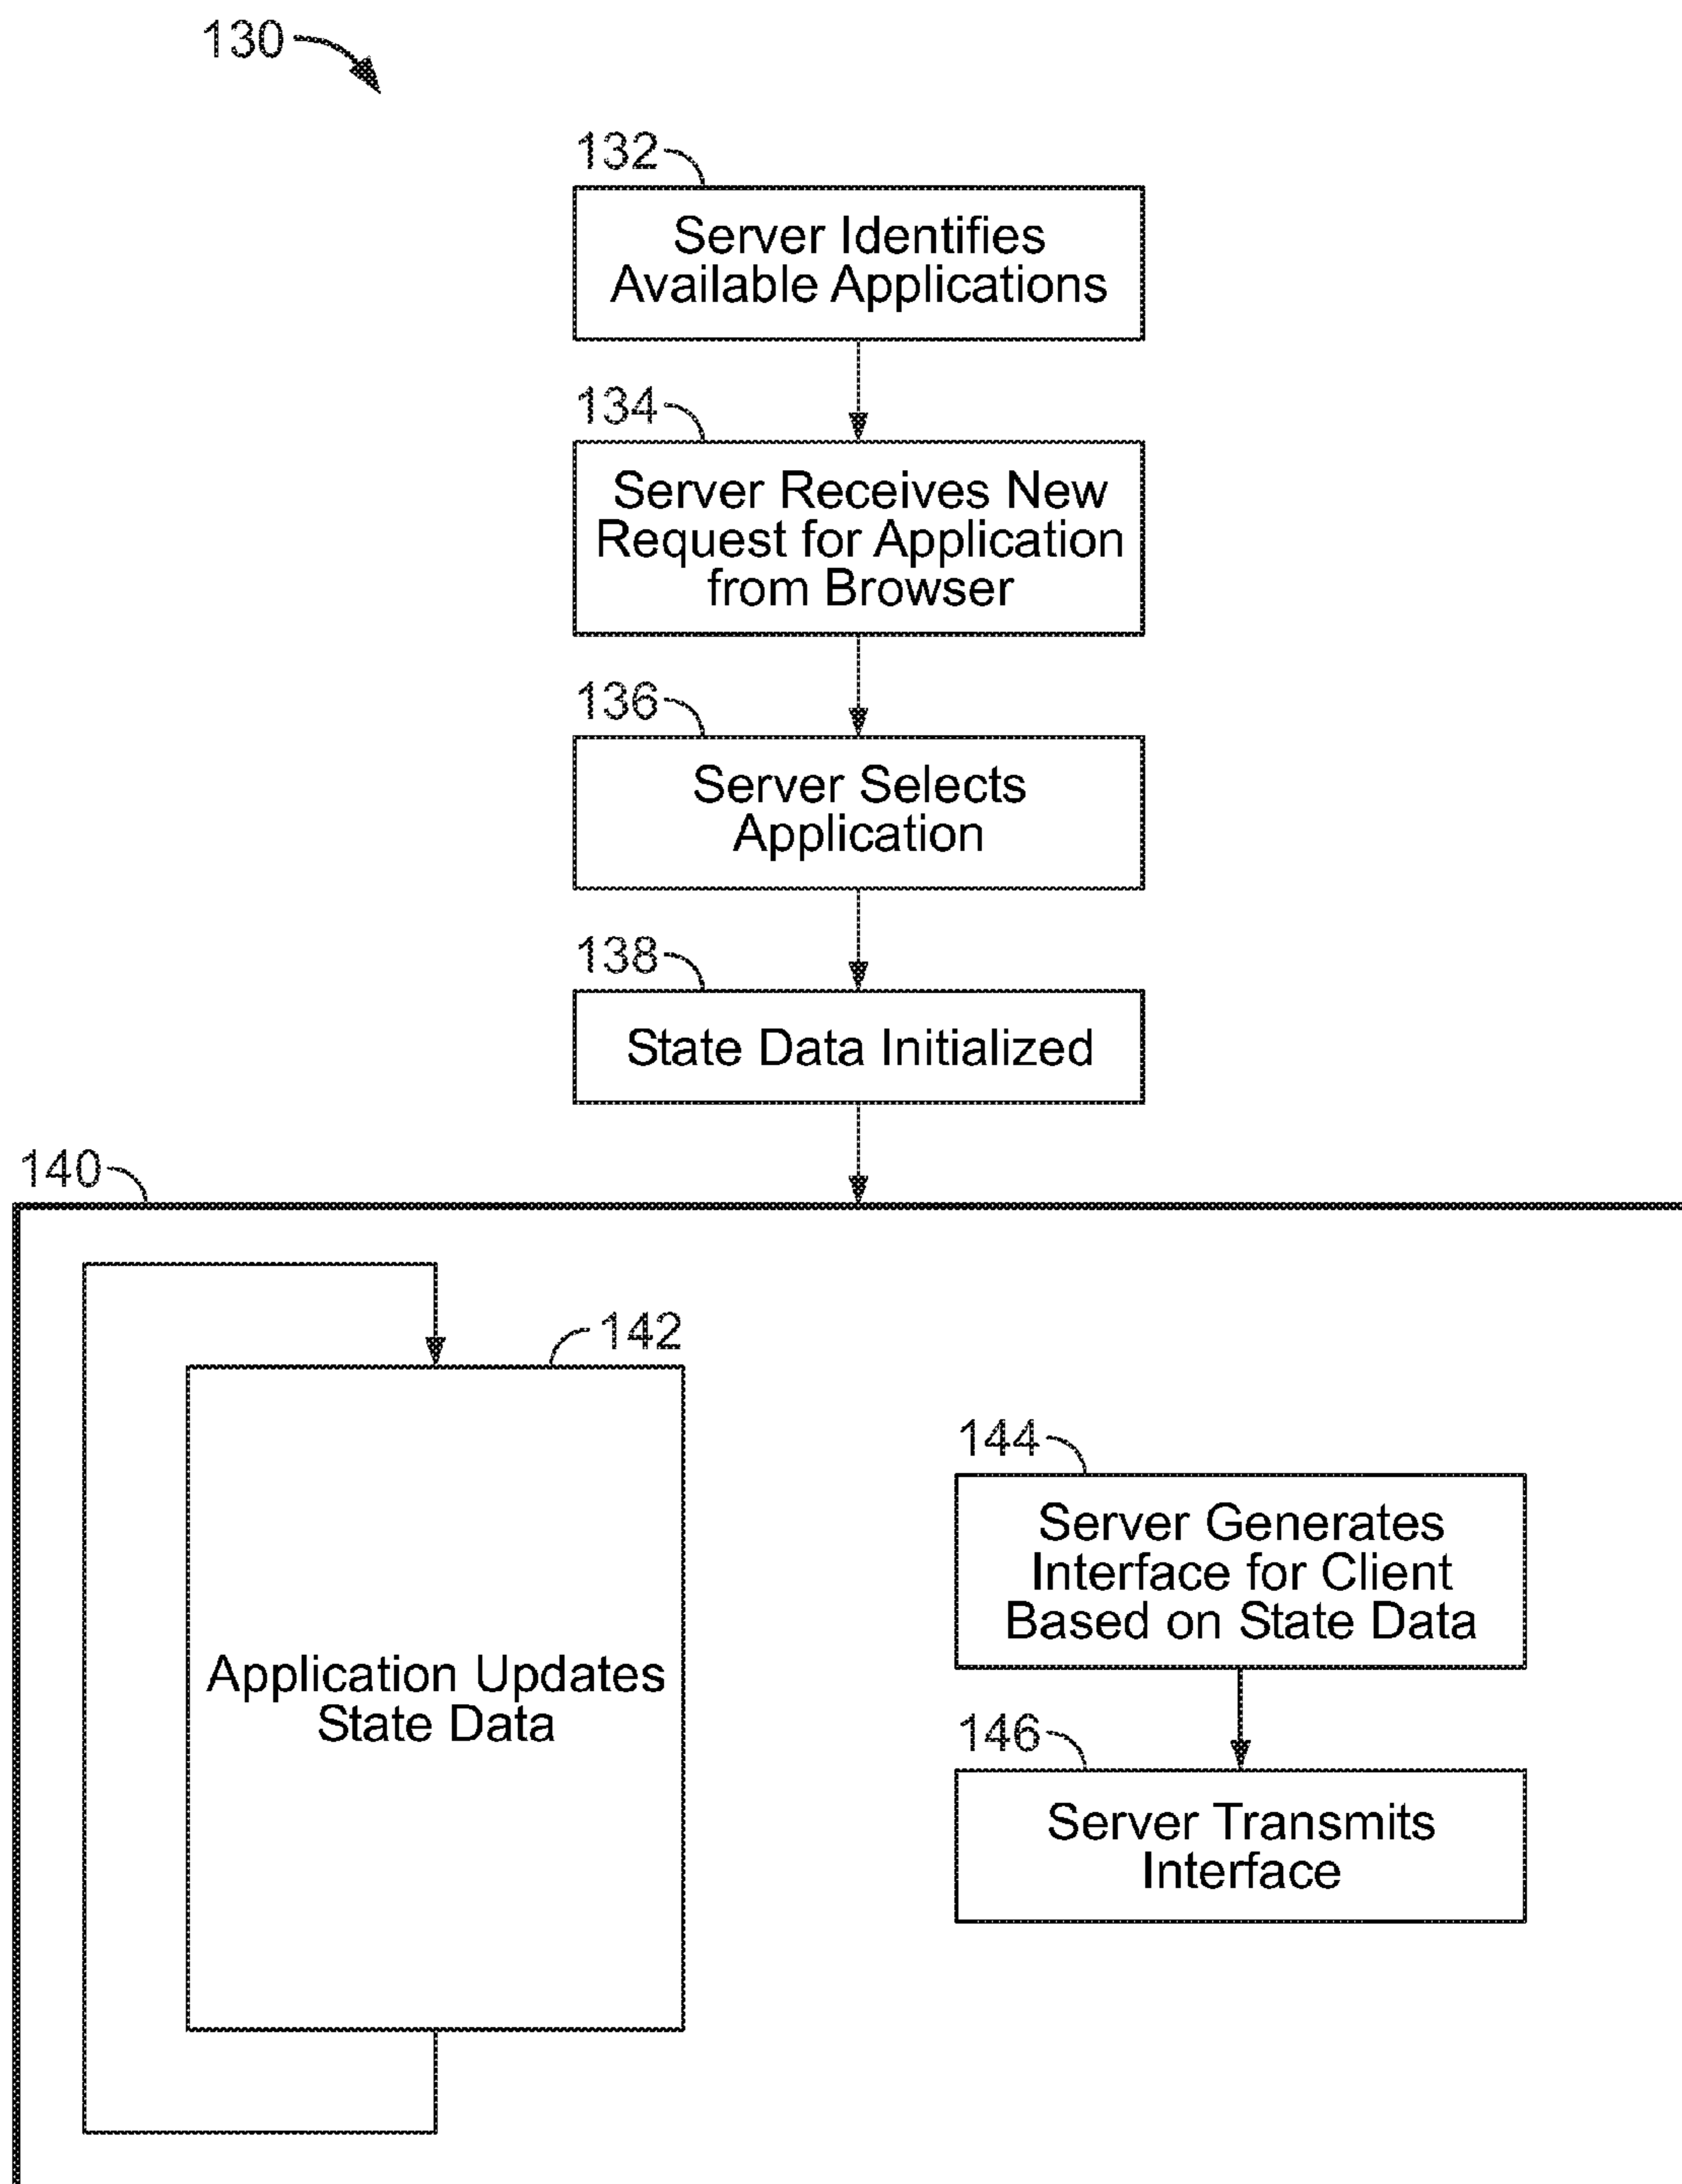 130
132
Server Identifies
Available Applications
134
Server Receives New
Request for Application
from Browser
136
Server Selects
Application
138
State Data Initialized
140
142
Application Updates
State Data
144
Server Generates
Interface for Client
Based on State Data
146
Server Transmits
Interface